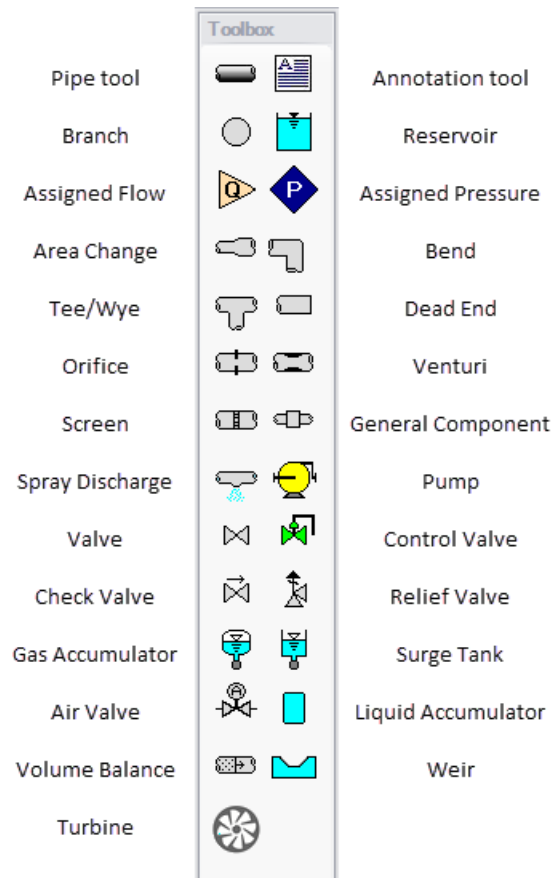 Toolbox
Pipe tool A Annotation tool
Branch Reservoir
Assigned Flow Q P Assigned Pressure
Area Change Bend
Tee/Wye Dead End
Orifice Venturi
Screen General Component
Spray Discharge Pump
Valve Control Valve
Check Valve Relief Valve
Gas Accumulator Surge Tank
Air Valve A Liquid Accumulator
Volume Balance Weir
Turbine